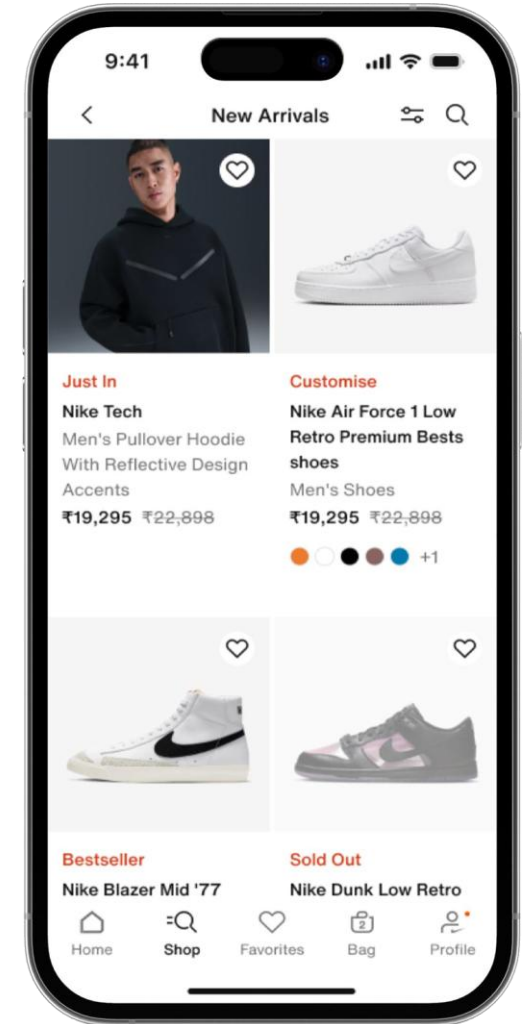 9:41
New Arrivals
Just In
Nike Tech
Men's Pullover Hoodie
With Reflective Design
Accents
₹19,295 ₹22,898
Customise
Nike Air Force 1 Low
Retro Premium Bests
shoes
Men's Shoes
₹19,295 ₹22,898
+1
Bestseller
Nike Blazer Mid '77
Sold Out
Nike Dunk Low Retro
2
Home
Shop
Favorites
Bag
Profile